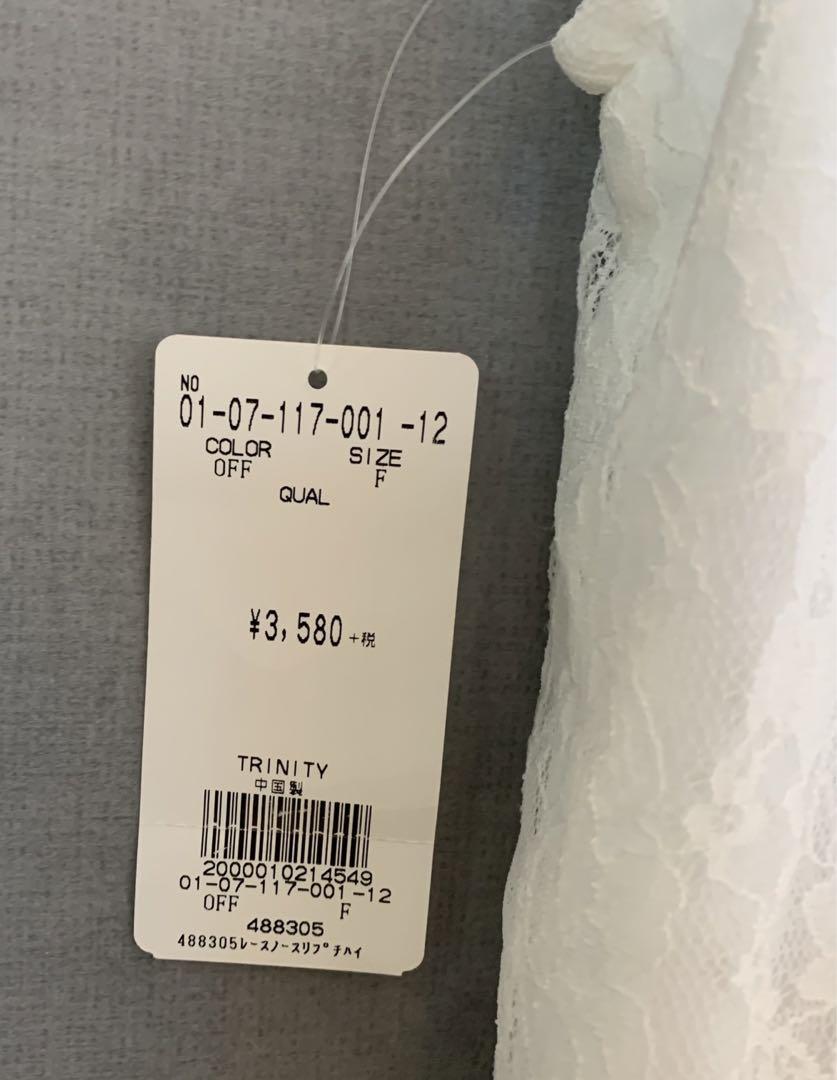 NO
01-07-117-001 -12
COLOR SIZE
OFF F
QUAL
¥3,580+税
TRINITY
中国製
2000010214549
01-07-117-001-12
OFF F
488305
488305ﾚｰｽﾉｰｽﾘﾌﾟﾁﾊｲ